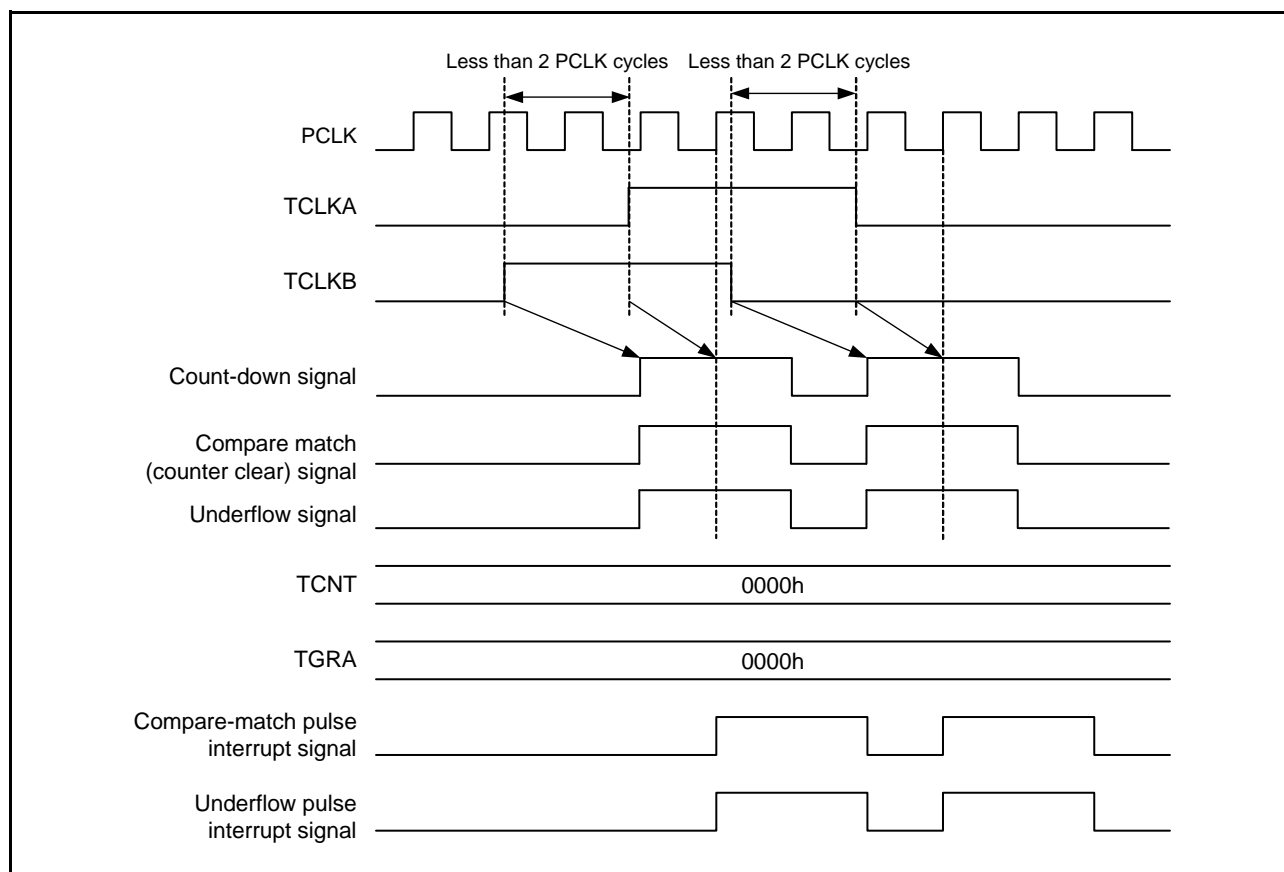 Less than 2 PCLK cycles
Less than 2 PCLK cycles
PCLK
TCLKA
TCLKB
Count-down signal
Compare match
(counter clear) signal
Underflow signal
TCNT
0000h
TGRA
0000h
Compare-match pulse
interrupt signal
Underflow pulse
interrupt signal